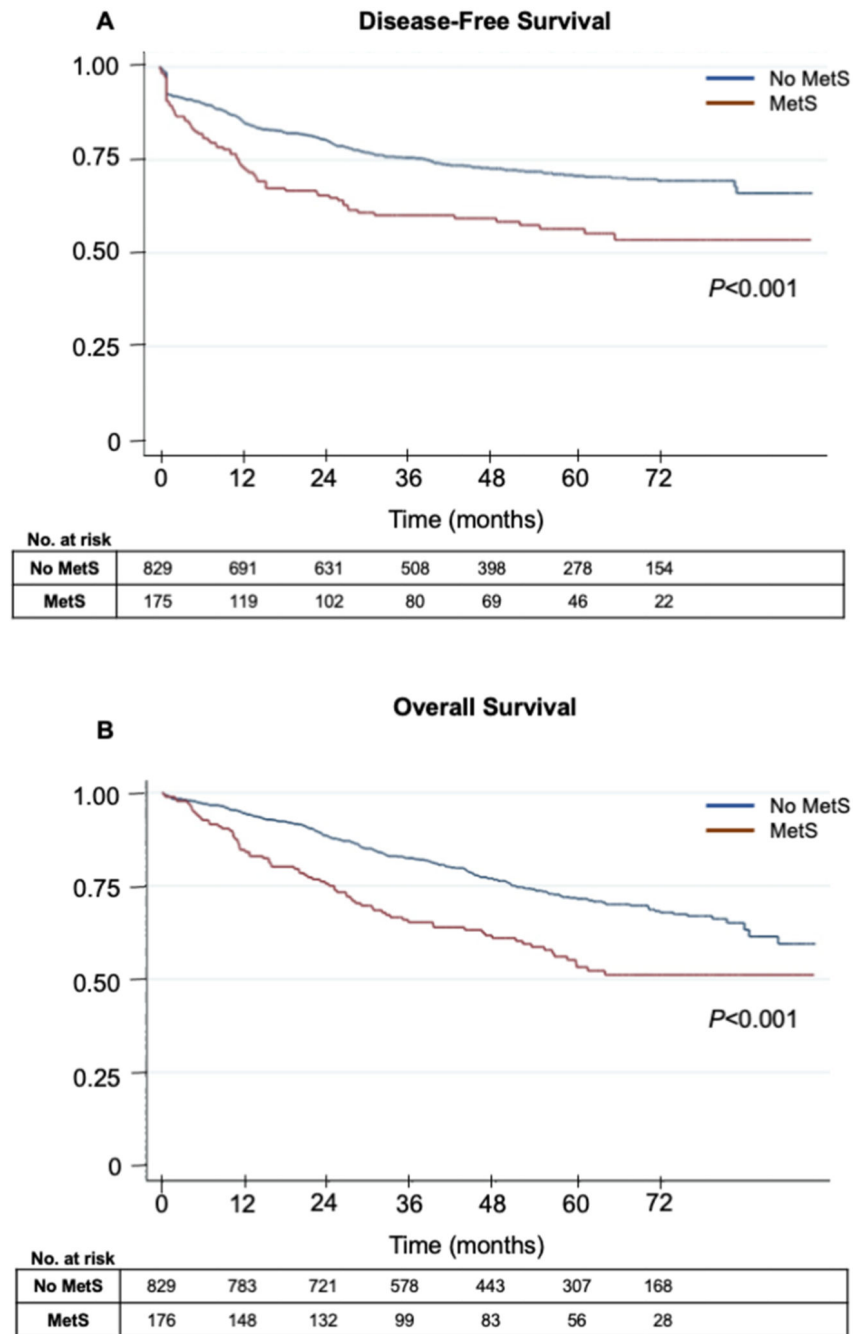 A
Disease-Free Survival
1.00
No MetS
MetS
0.75
0.50
P<0.001
0.25
0
0 12 24 36 48 60 72
Time (months)
No. at risk
No MetS 829 691 631 508 398 278 154
MetS 175 119 102 80 69 46 22
Overall Survival
B
1.00
No MetS
MetS
0.75
0.50
P<0.001
0.25
0
0 12 24 36 48 60 72
Time (months)
No. at risk
No MetS 829 783 721 578 443 307 168
MetS 176 148 132 99 83 56 28